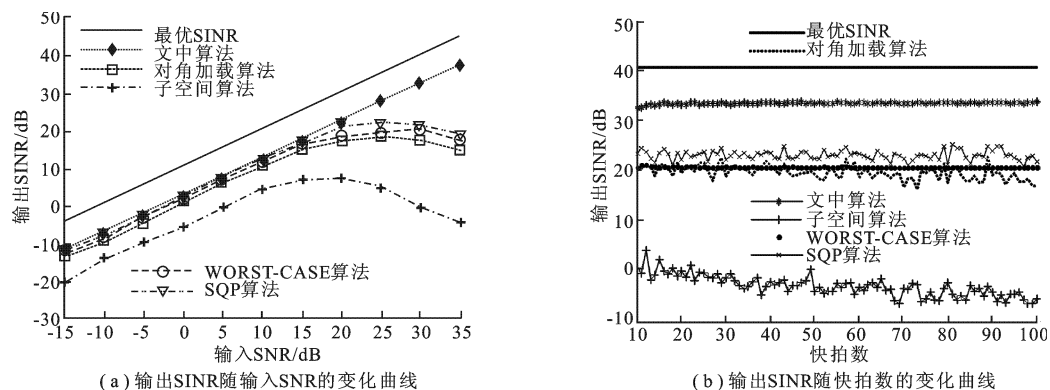 50
40
30
20
10
0
-10
-20
-30
输出SINR/dB
最优SINR
文中算法
对角加载算法
子空间算法
WORST-CASE算法
SQP算法
-15 -10 -5 0 5 10 15 20 25 30 35
输入SNR/dB
(a)输出SINR随输入SNR的变化曲线
50
40
30
20
10
0
-10
输出SINR/dB
最优SINR
对角加载算法
文中算法
子空间算法
WORST-CASE算法
SQP算法
10 20 30 40 50 60 70 80 90 100
快拍数
(b)输出SINR随快拍数的变化曲线